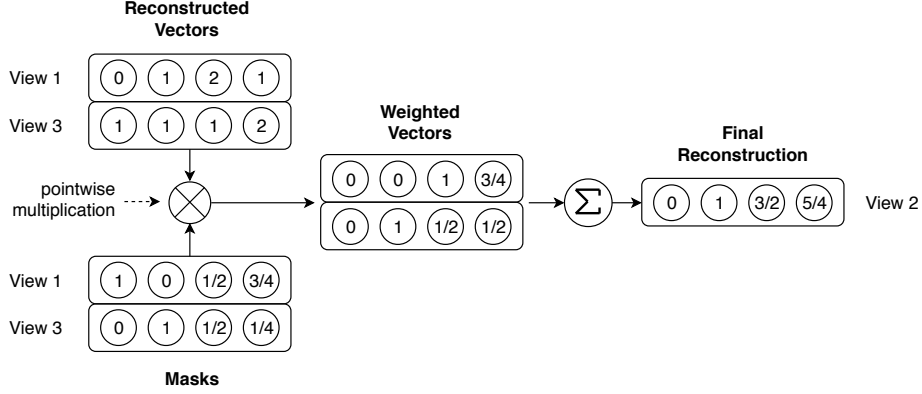 Reconstructed
Vectors
View 1 0 1 2 1
View 3 1 1 1 2
pointwise
multiplication
View 1 1 0 1/2 3/4
View 3 0 1 1/2 1/4
Masks
Weighted
Vectors
0 0 1 3/4
0 1 1/2 1/2
Σ
Final
Reconstruction
0 1 3/2 5/4 View 2